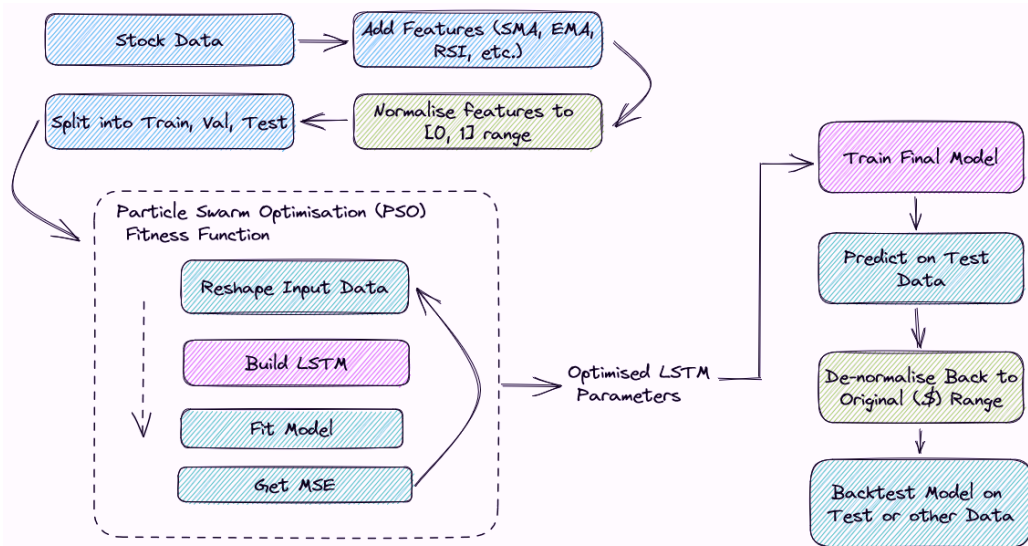 Stock Data
Add Features (SMA, EMA,
RSI, etc.)
Split into Train, Val, Test
Normalise features to
[0, 1] range
Particle Swarm Optimisation (PSO)
Fitness Function
Reshape Input Data
Build LSTM
Fit Model
Get MSE
Optimised LSTM
Parameters
Train Final Model
Predict on Test
Data
De-normalise Back to
Original ($) Range
Backtest Model on
Test or other Data